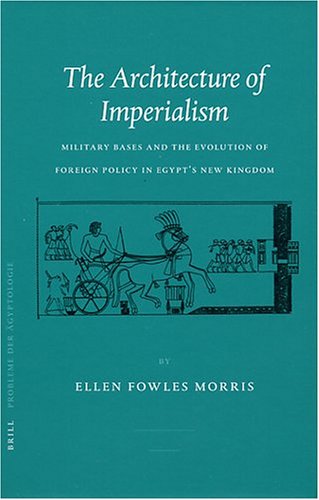 The Architecture of
Imperialism
MILITARY BASES AND THE EVOLUTION OF
FOREIGN POLICY IN EGYPT'S NEW KINGDOM
BY
ELLEN FOWLES MORRIS
BRILL PROBLEME DER ÄGYPTOLOGIE